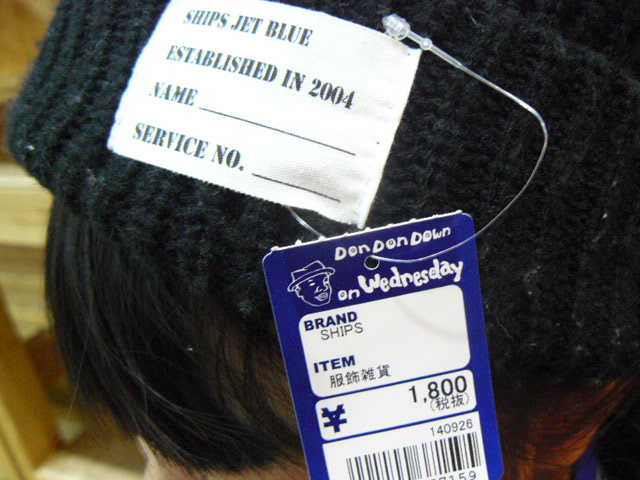 SHIPS JET BLUE
ESTABLISHED IN 2004
NAME
SERVICE NO.
DON DON DOWN
on Wednesday
BRAND
SHIPS
ITEM
服飾雑貨
¥ 1,800
(税抜)
140926
7159